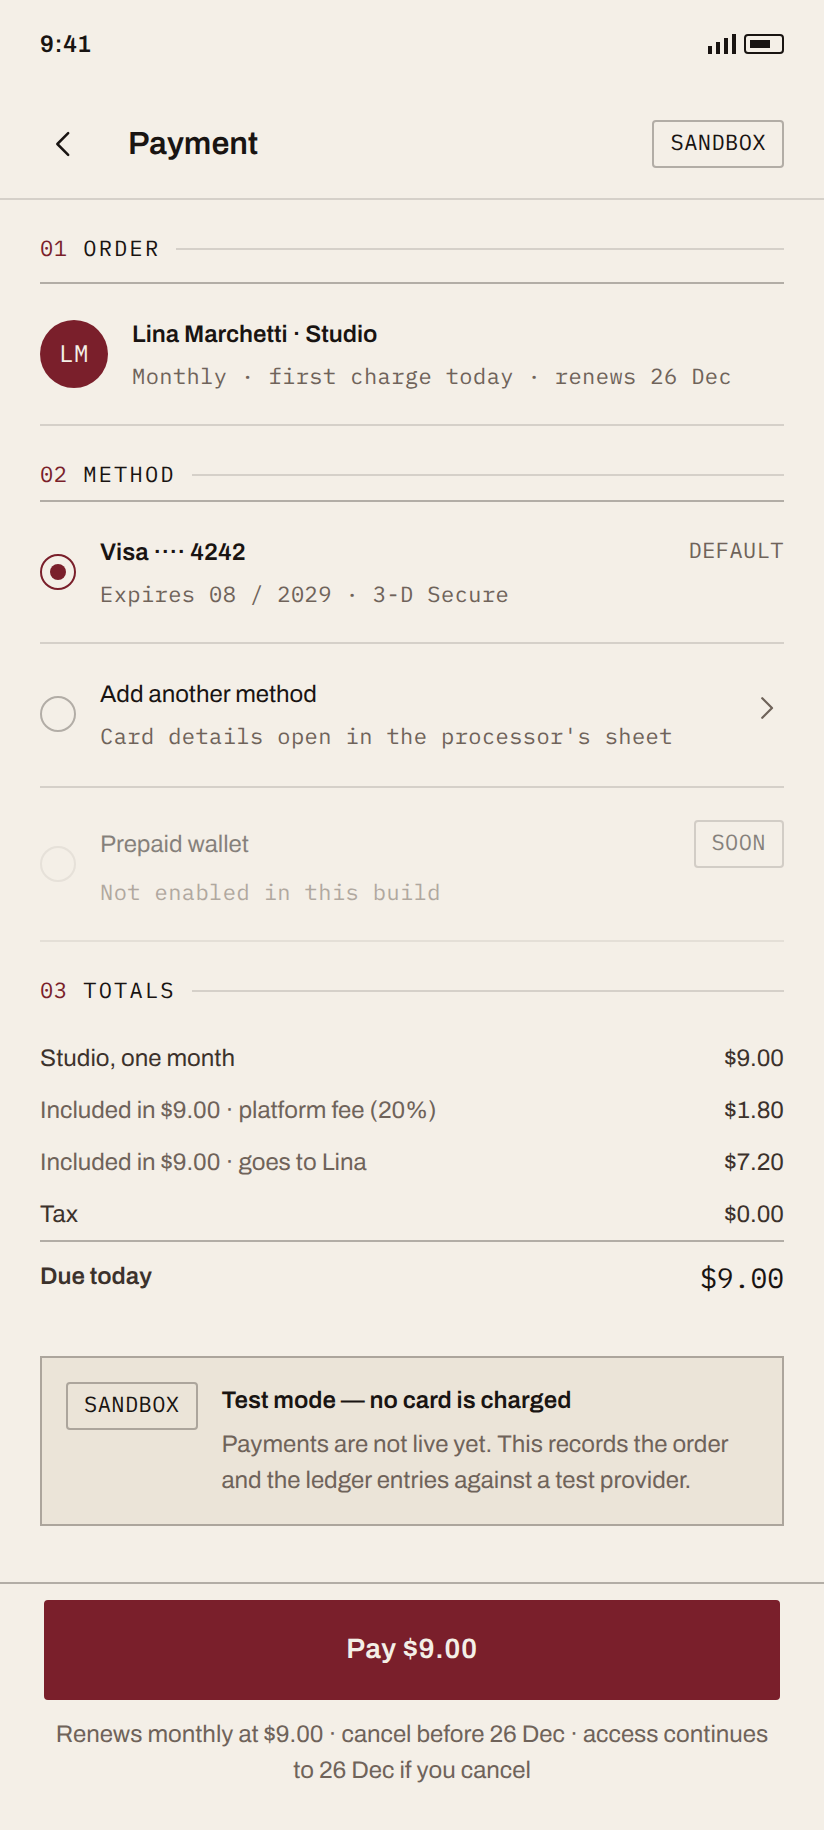 9:41
Payment
SANDBOX
01 ORDER
LM
Lina Marchetti · Studio
Monthly · first charge today · renews 26 Dec
02 METHOD
Visa ···· 4242
DEFAULT
Expires 08 / 2029 · 3-D Secure
Add another method
Card details open in the processor's sheet
Prepaid wallet
SOON
Not enabled in this build
03 TOTALS
Studio, one month $9.00
Included in $9.00 · platform fee (20%) $1.80
Included in $9.00 · goes to Lina $7.20
Tax $0.00
Due today $9.00
SANDBOX
Test mode — no card is charged
Payments are not live yet. This records the order
and the ledger entries against a test provider.
Pay $9.00
Renews monthly at $9.00 · cancel before 26 Dec · access continues
to 26 Dec if you cancel